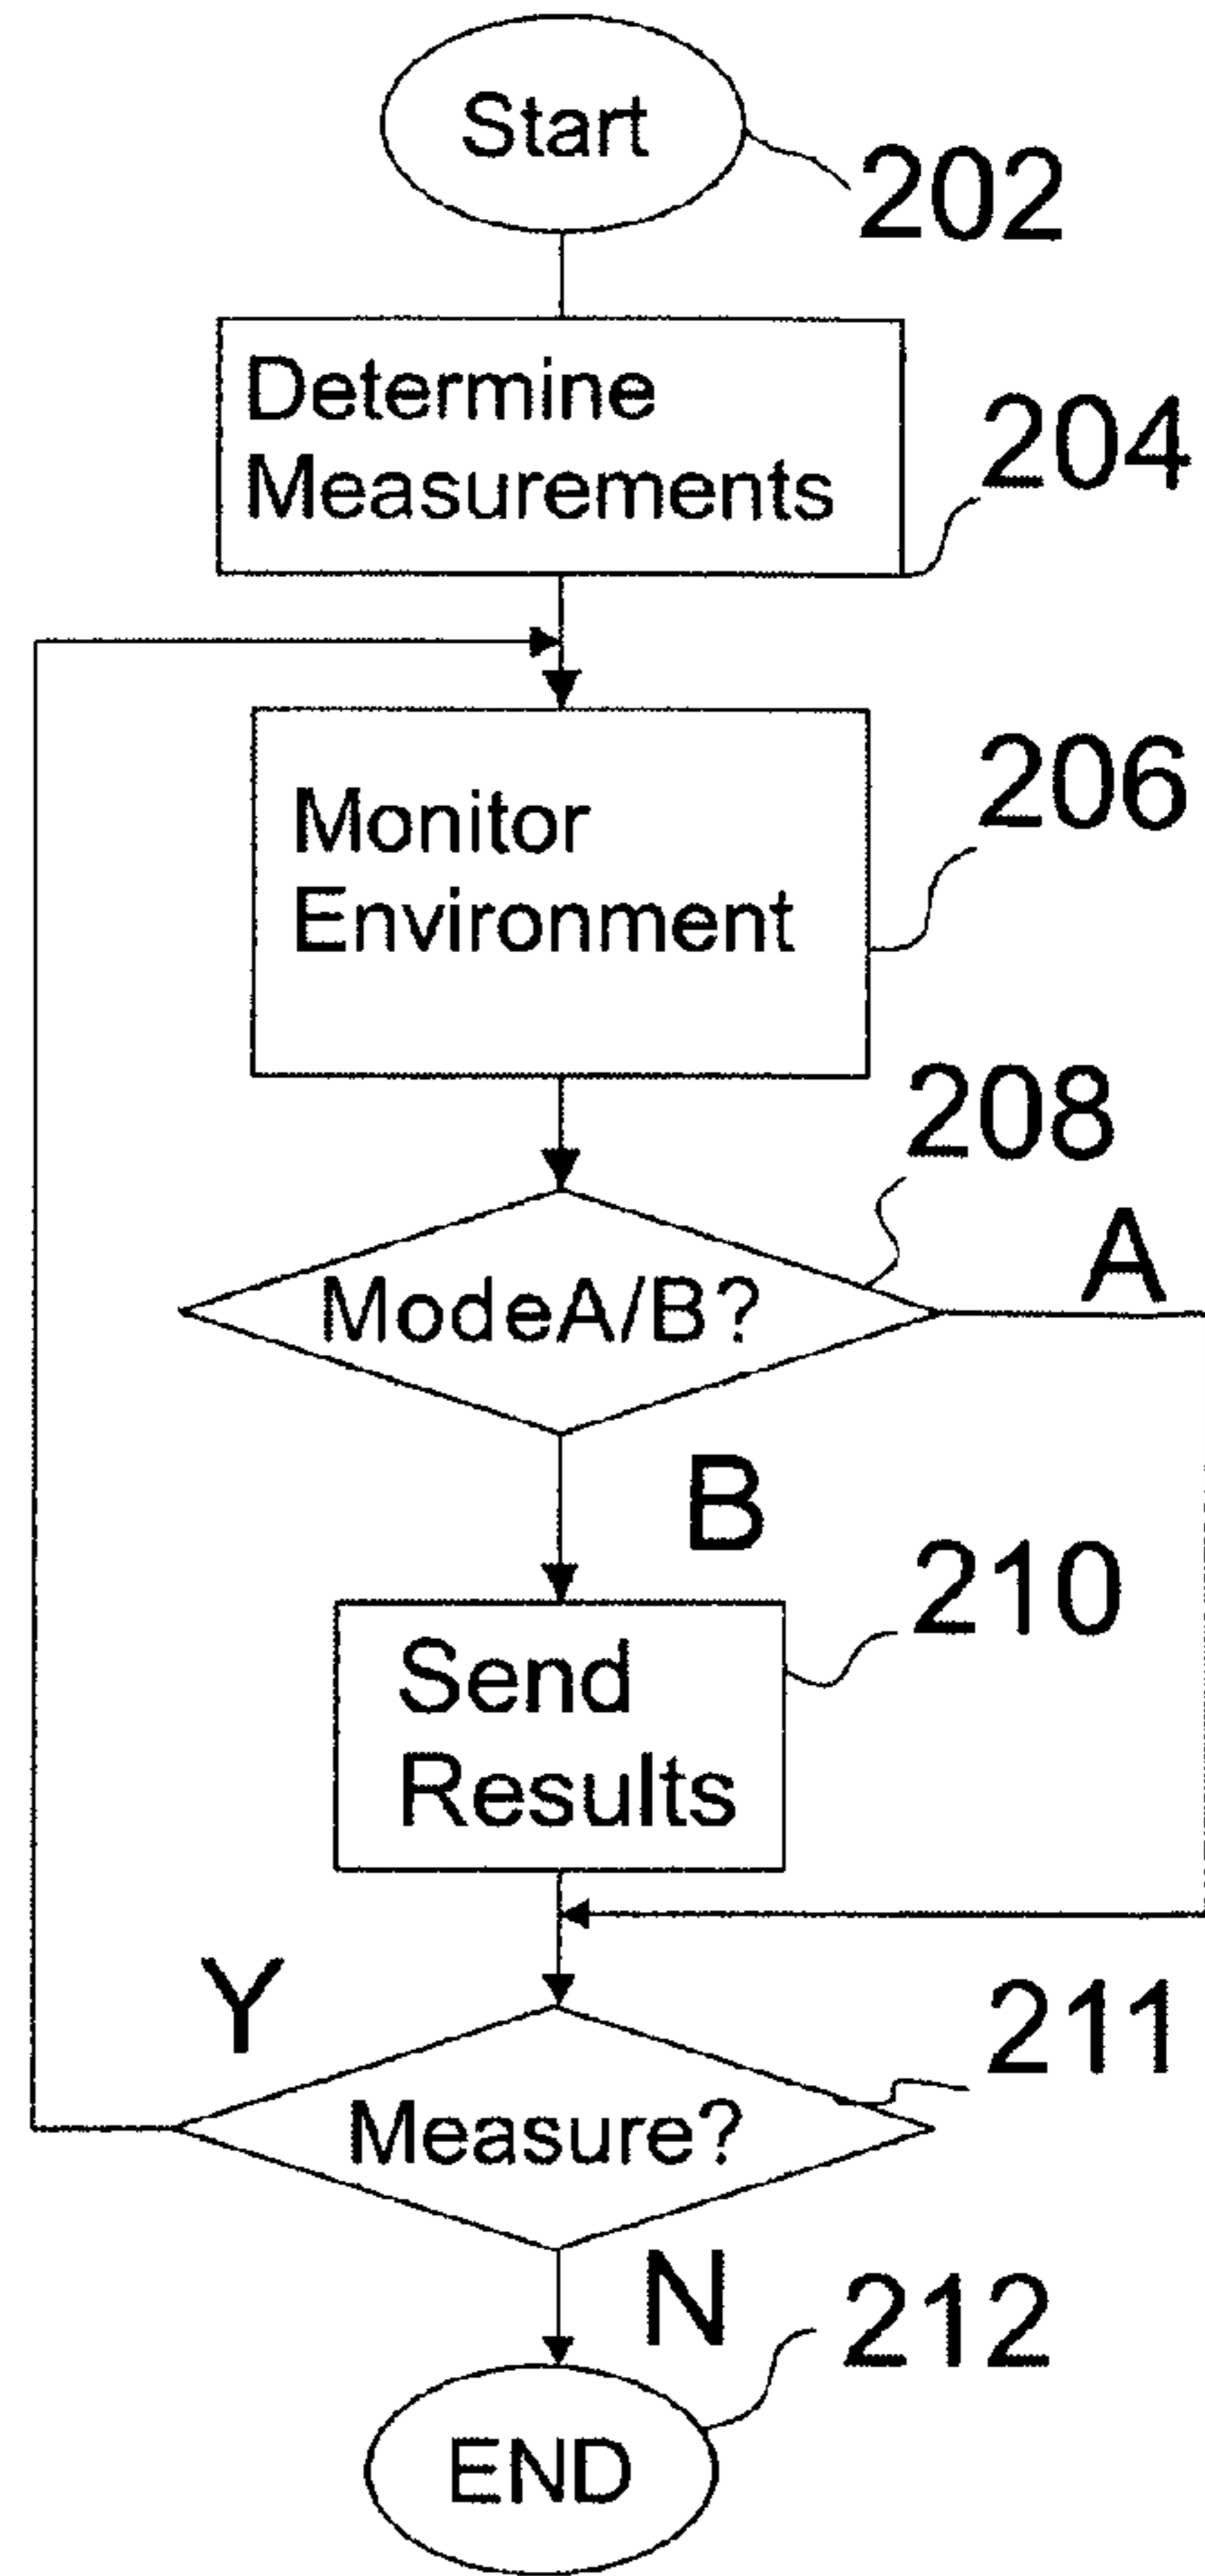 Start
202
Determine
Measurements
204
Monitor
Environment
206
208
ModeA/B?
A
B
210
Send
Results
Y
211
Measure?
N
212
END